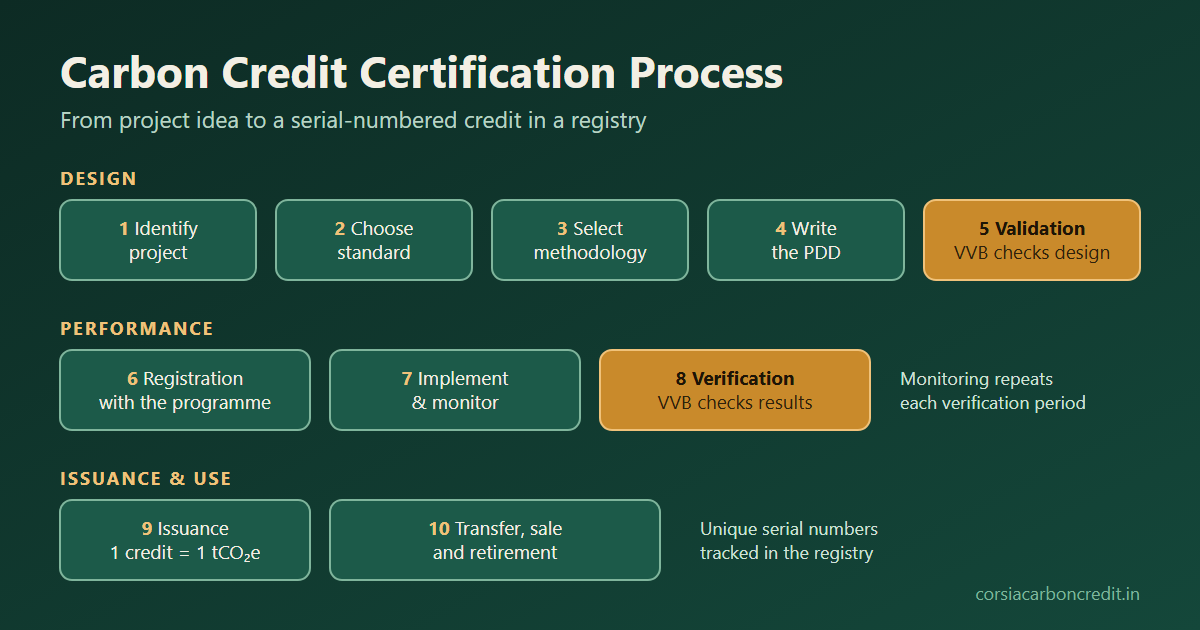 Carbon Credit Certification Process
From project idea to a serial-numbered credit in a registry
DESIGN
1 Identify
project
2 Choose
standard
3 Select
methodology
4 Write
the PDD
5 Validation
VVB checks design
PERFORMANCE
6 Registration
with the programme
7 Implement
& monitor
8 Verification
VVB checks results
Monitoring repeats
each verification period
ISSUANCE & USE
9 Issuance
1 credit = 1 tCO₂e
10 Transfer, sale
and retirement
Unique serial numbers
tracked in the registry
corsiacarboncredit.in